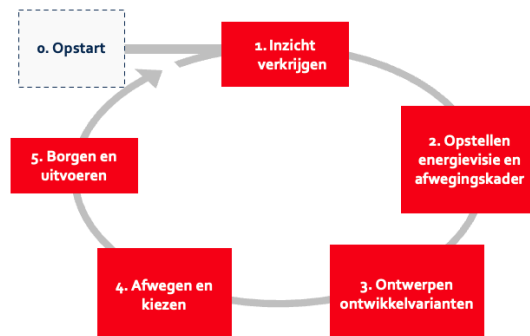 0. Opstart
1. Inzicht
verkrijgen
2. Opstellen
energievisie en
afwegingskader
3. Ontwerpen
ontwikkelvarianten
4. Afwegen en
kiezen
5. Borgen en
uitvoeren